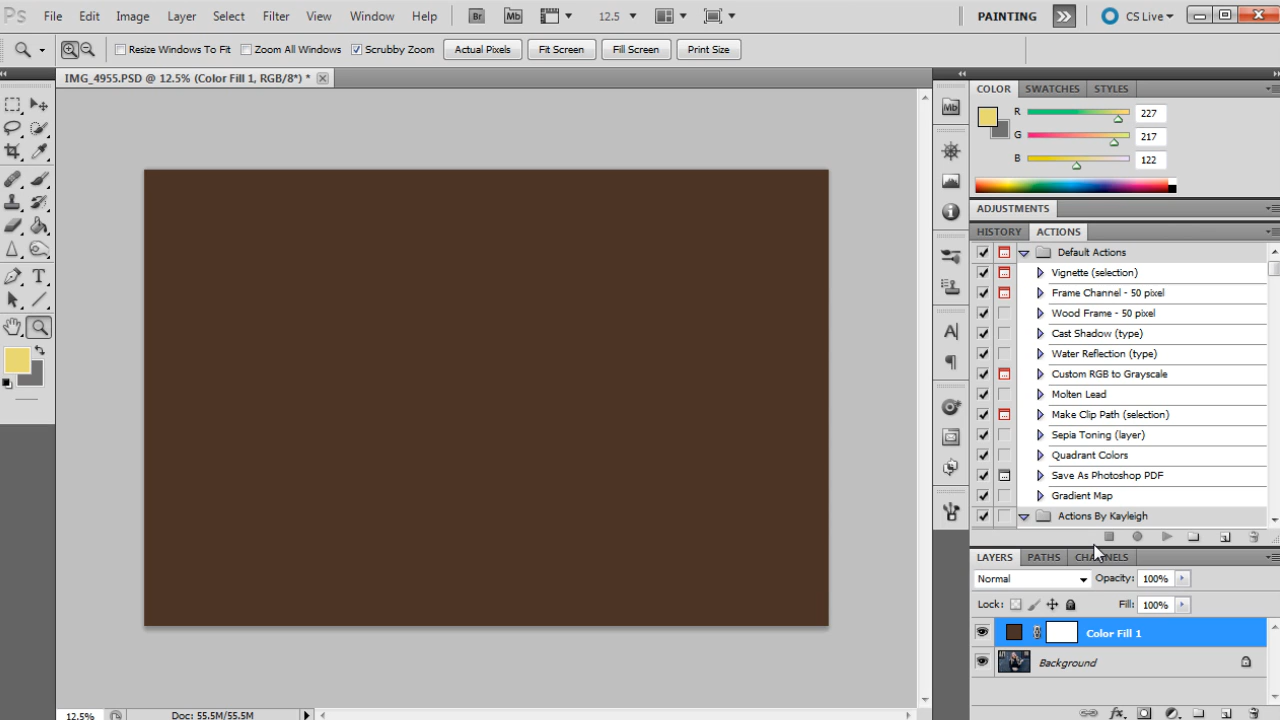 Ps File Edit Image Layer Select Filter View Window Help Br Mb 12.5 PAINTING CS Live
Resize Windows To Fit Zoom All Windows Scrubby Zoom Actual Pixels Fit Screen Fill Screen Print Size
IMG_4955.PSD @ 12.5% (Color Fill 1, RGB/8*) *
Mb
COLOR SWATCHES STYLES
R 227
G 217
B 122
ADJUSTMENTS
HISTORY ACTIONS
Default Actions
Vignette (selection)
Frame Channel - 50 pixel
Wood Frame - 50 pixel
Cast Shadow (type)
Water Reflection (type)
Custom RGB to Grayscale
Molten Lead
Make Clip Path (selection)
Sepia Toning (layer)
Quadrant Colors
Save As Photoshop PDF
Gradient Map
Actions By Kayleigh
LAYERS PATHS CHANNELS
Normal Opacity: 100%
Lock: Fill: 100%
Color Fill 1
Background
12.5% Doc: 55.5M/55.5M